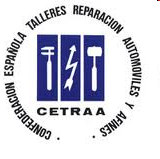 · CONFEDERACION ESPAÑOLA TALLERES REPARACION AUTOMOVILES Y AFINES ·
CETRAA